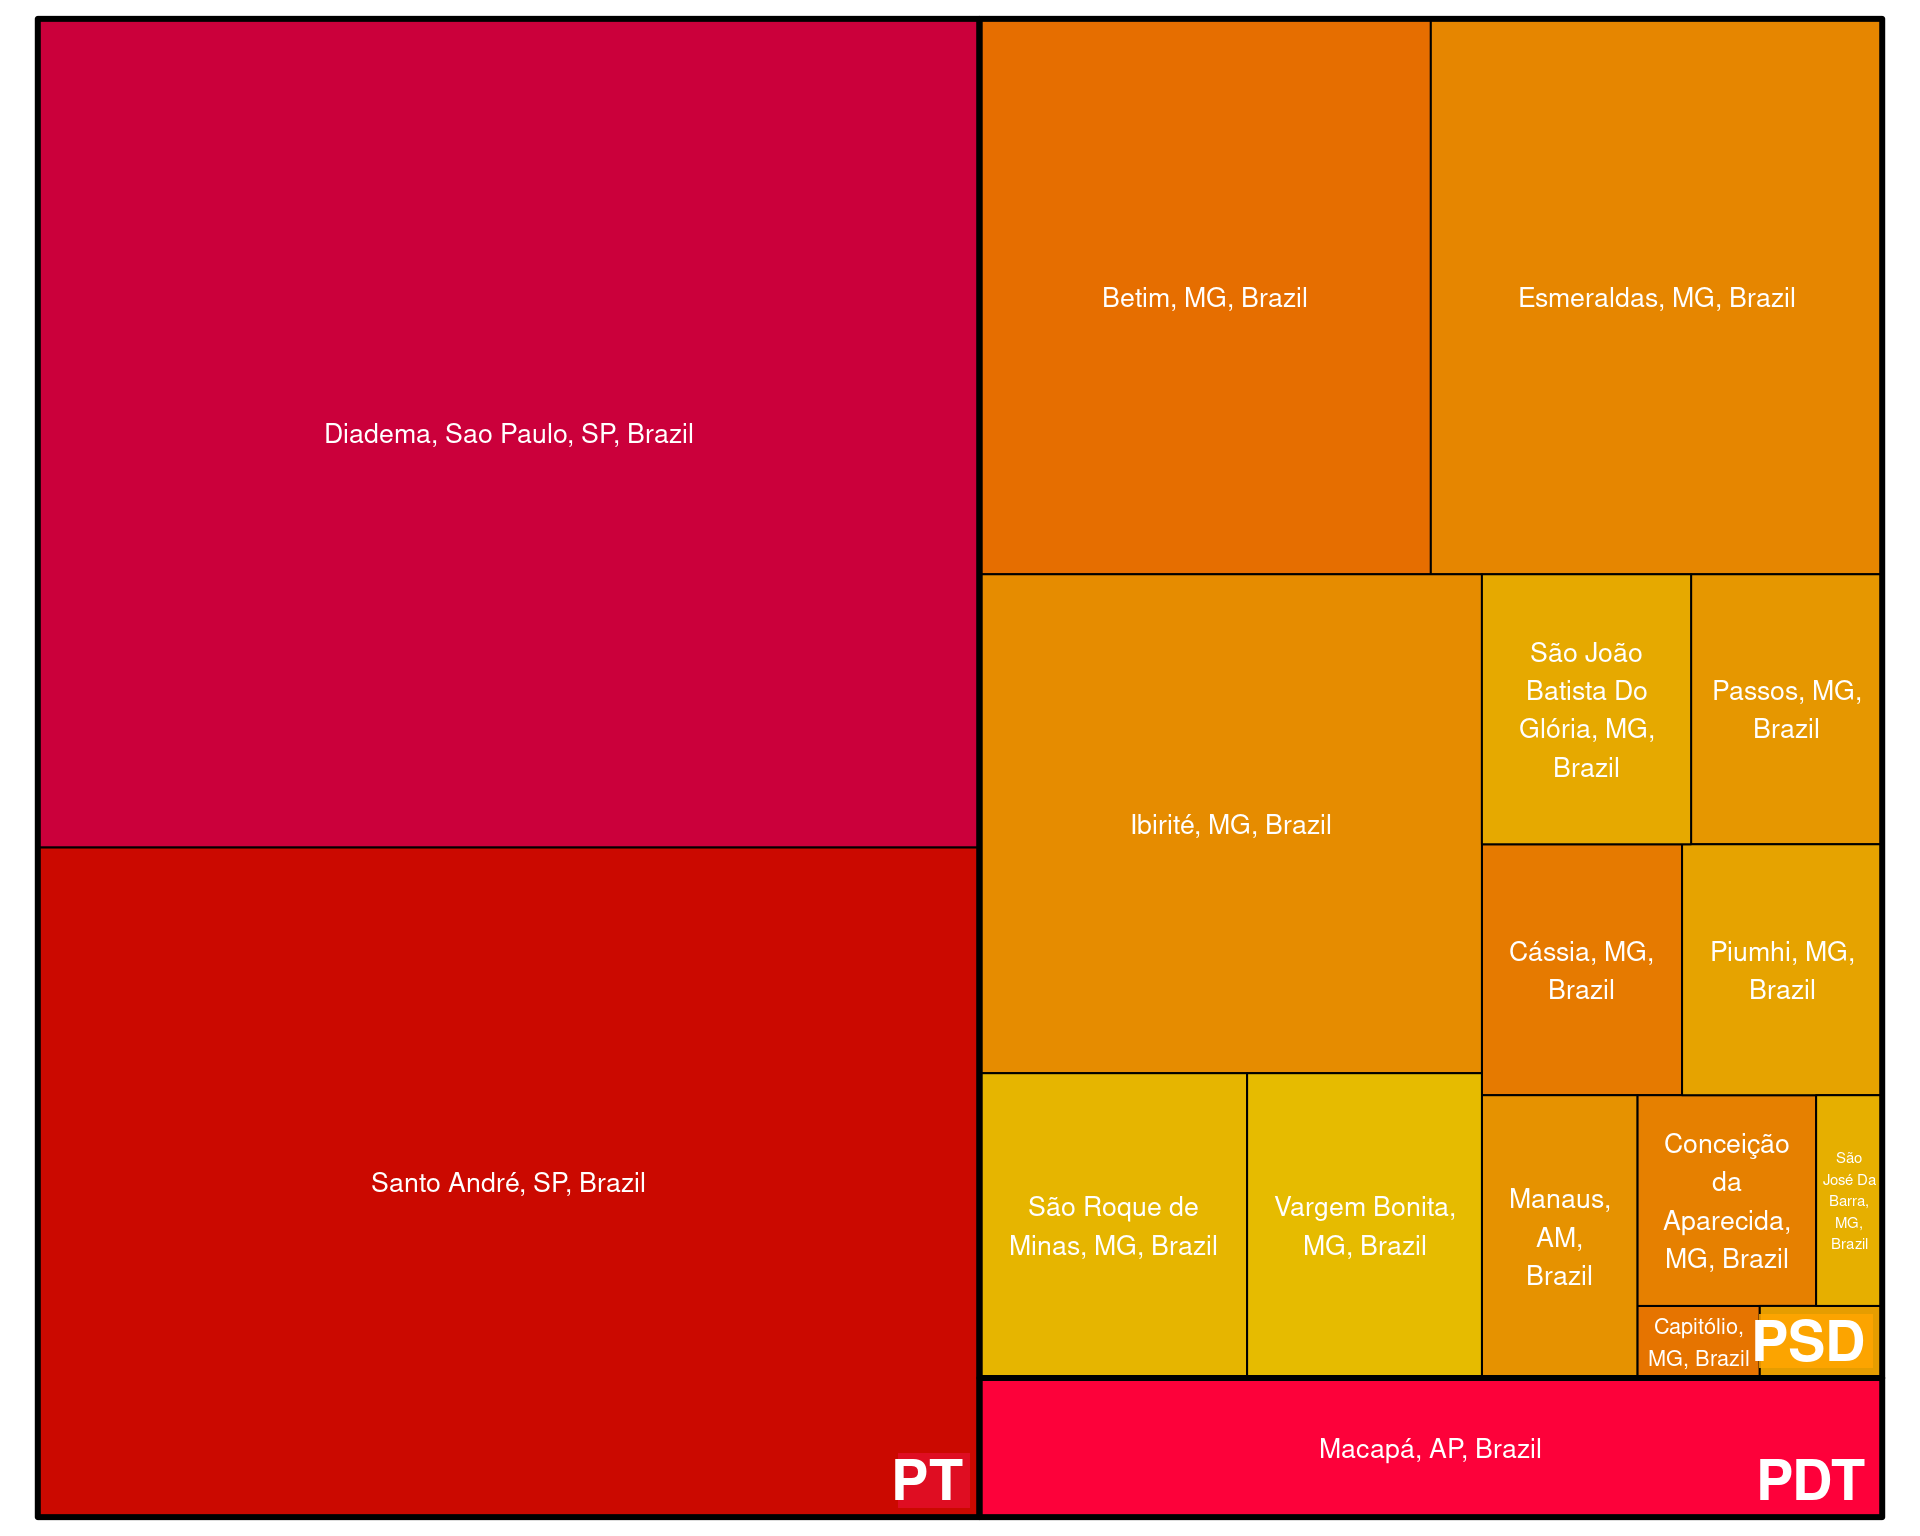 Diadema, Sao Paulo, SP, Brazil
Santo André, SP, Brazil
PT
Betim, MG, Brazil
Esmeraldas, MG, Brazil
Ibirité, MG, Brazil
São João
Batista Do
Glória, MG,
Brazil
Passos, MG,
Brazil
Cássia, MG,
Brazil
Piumhi, MG,
Brazil
São Roque de
Minas, MG, Brazil
Vargem Bonita,
MG, Brazil
Manaus,
AM,
Brazil
Conceição
da
Aparecida,
MG, Brazil
São
José Da
Barra,
MG,
Brazil
Capitólio,
MG, Brazil
PSD
Macapá, AP, Brazil
PDT